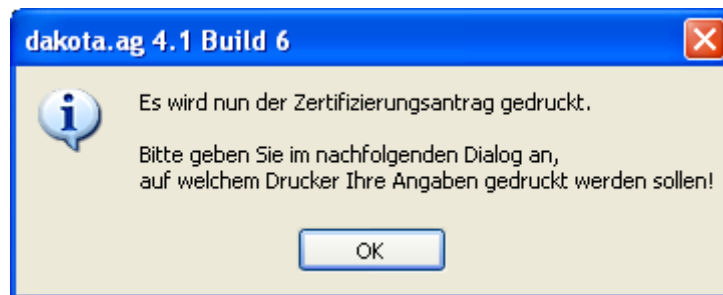 dakota.ag 4.1 Build 6
Es wird nun der Zertifizierungsantrag gedruckt.
Bitte geben Sie im nachfolgenden Dialog an,
auf welchem Drucker Ihre Angaben gedruckt werden sollen!
OK